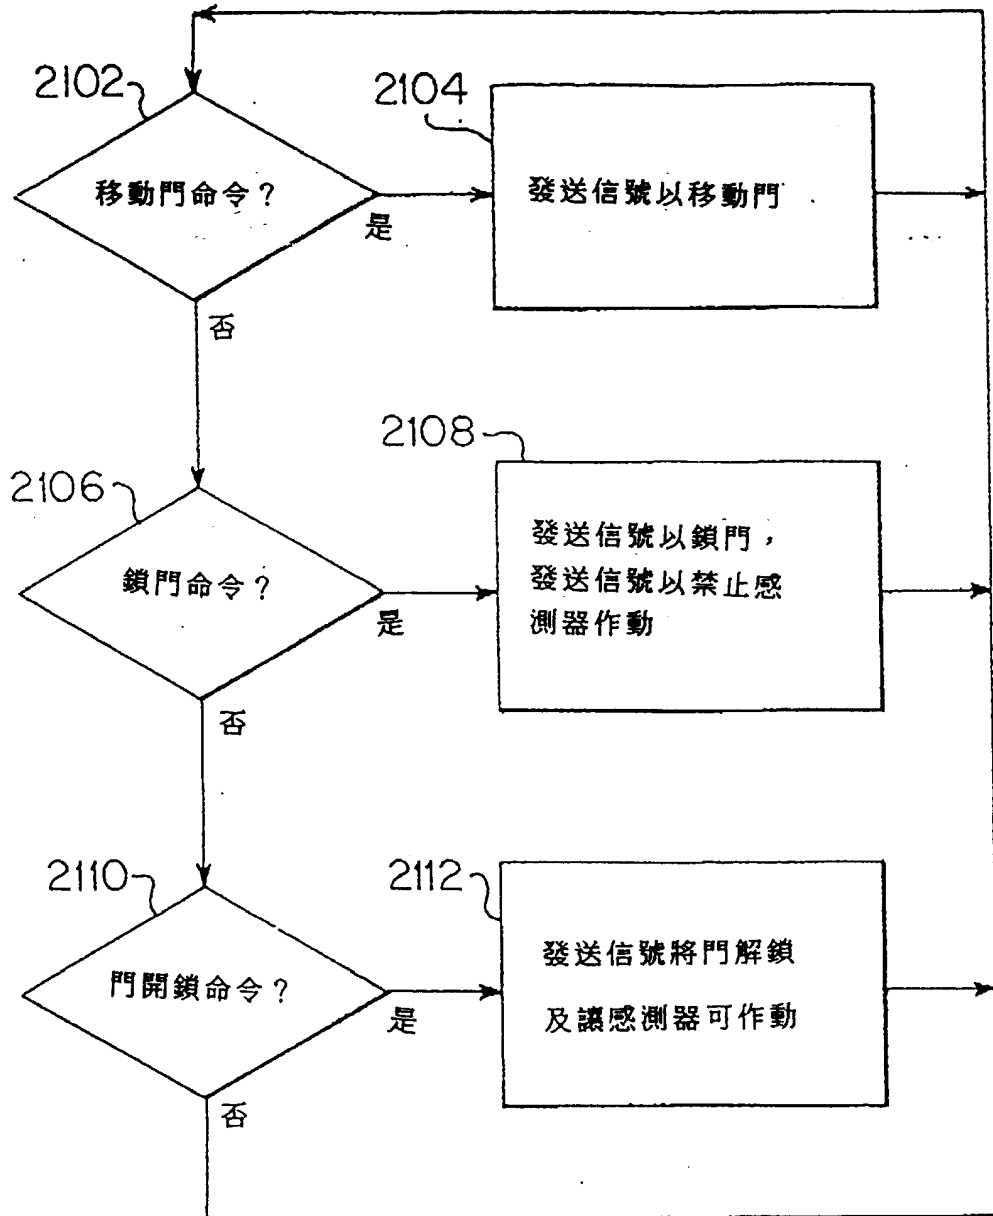 2102
移動門命令？
是
否
2104
發送信號以移動門
2106
鎖門命令？
是
否
2108
發送信號以鎖門，
發送信號以禁止感
測器作動
2110
門開鎖命令？
是
否
2112
發送信號將門解鎖
及讓感測器可作動